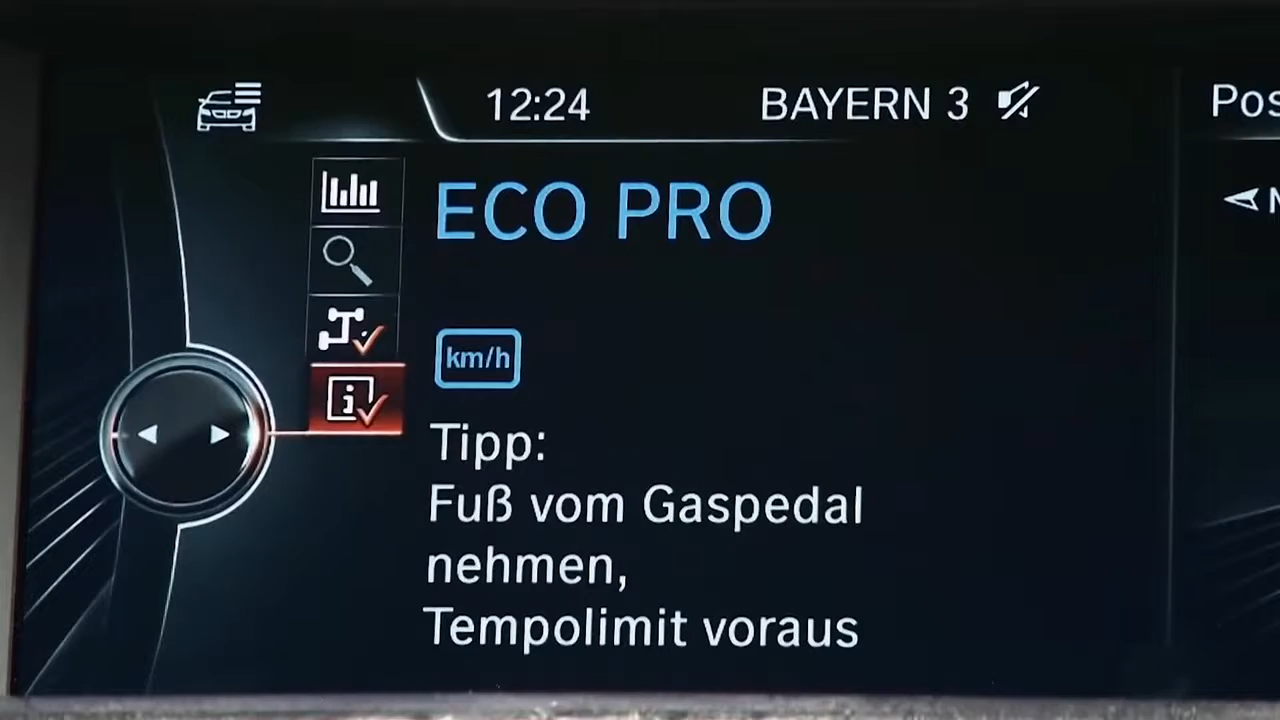 12:24 BAYERN 3 Pos
ECO PRO
km/h
Tipp:
Fuß vom Gaspedal
nehmen,
Tempolimit voraus